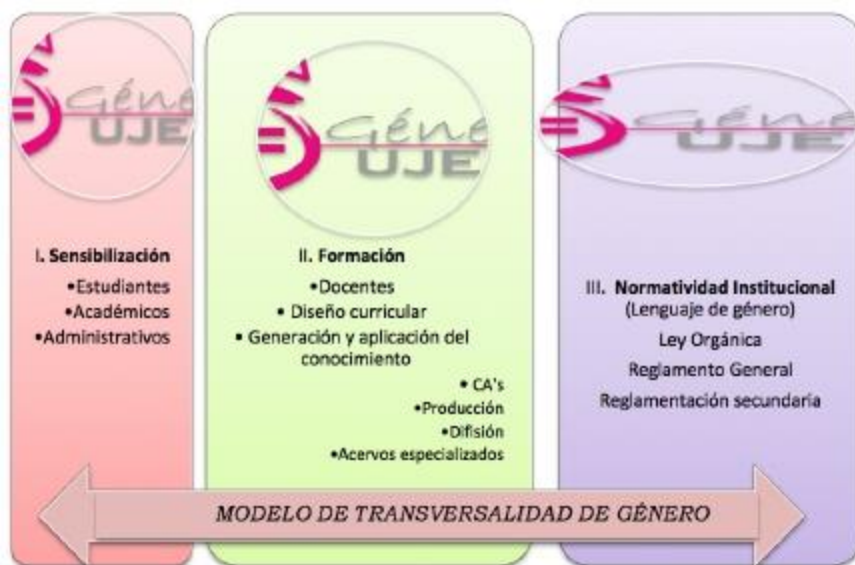 Géne
UJE
I. Sensibilización
•Estudiantes
•Académicos
•Administrativos
Géne
UJE
II. Formación
•Docentes
• Diseño curricular
• Generación y aplicación del
conocimiento
• CA's
•Producción
•Difisión
•Acervos especializados
Géne
UJE
III. Normatividad Institucional
(Lenguaje de género)
Ley Orgánica
Reglamento General
Reglamentación secundaria
MODELO DE TRANSVERSALIDAD DE GÉNERO